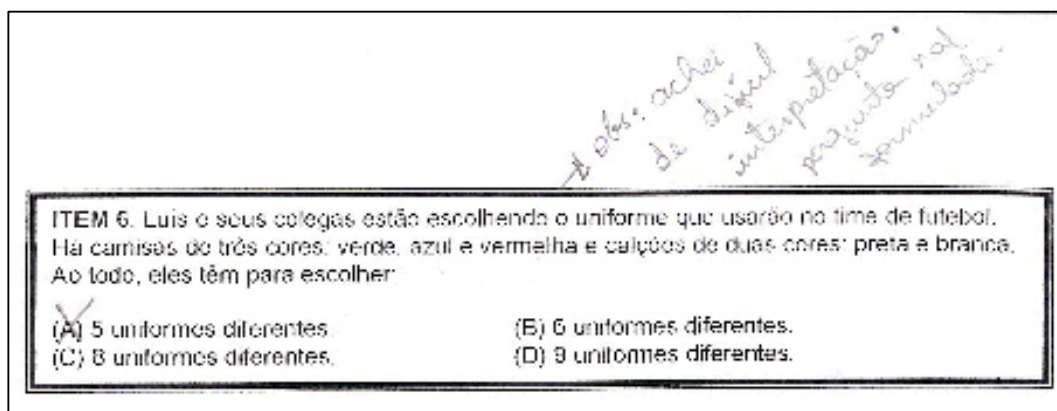 * obs: achei
de difícil
interpretação.
pergunta mal
formulada.
ITEM 6. Luís e seus colegas estão escolhendo o uniforme que usarão no time de futebol.
Há camisas de três cores: verde, azul e vermelha e calções de duas cores: preta e branca.
Ao todo, eles têm para escolher:
(A) 5 uniformes diferentes. (B) 6 uniformes diferentes.
(C) 8 uniformes diferentes. (D) 9 uniformes diferentes.